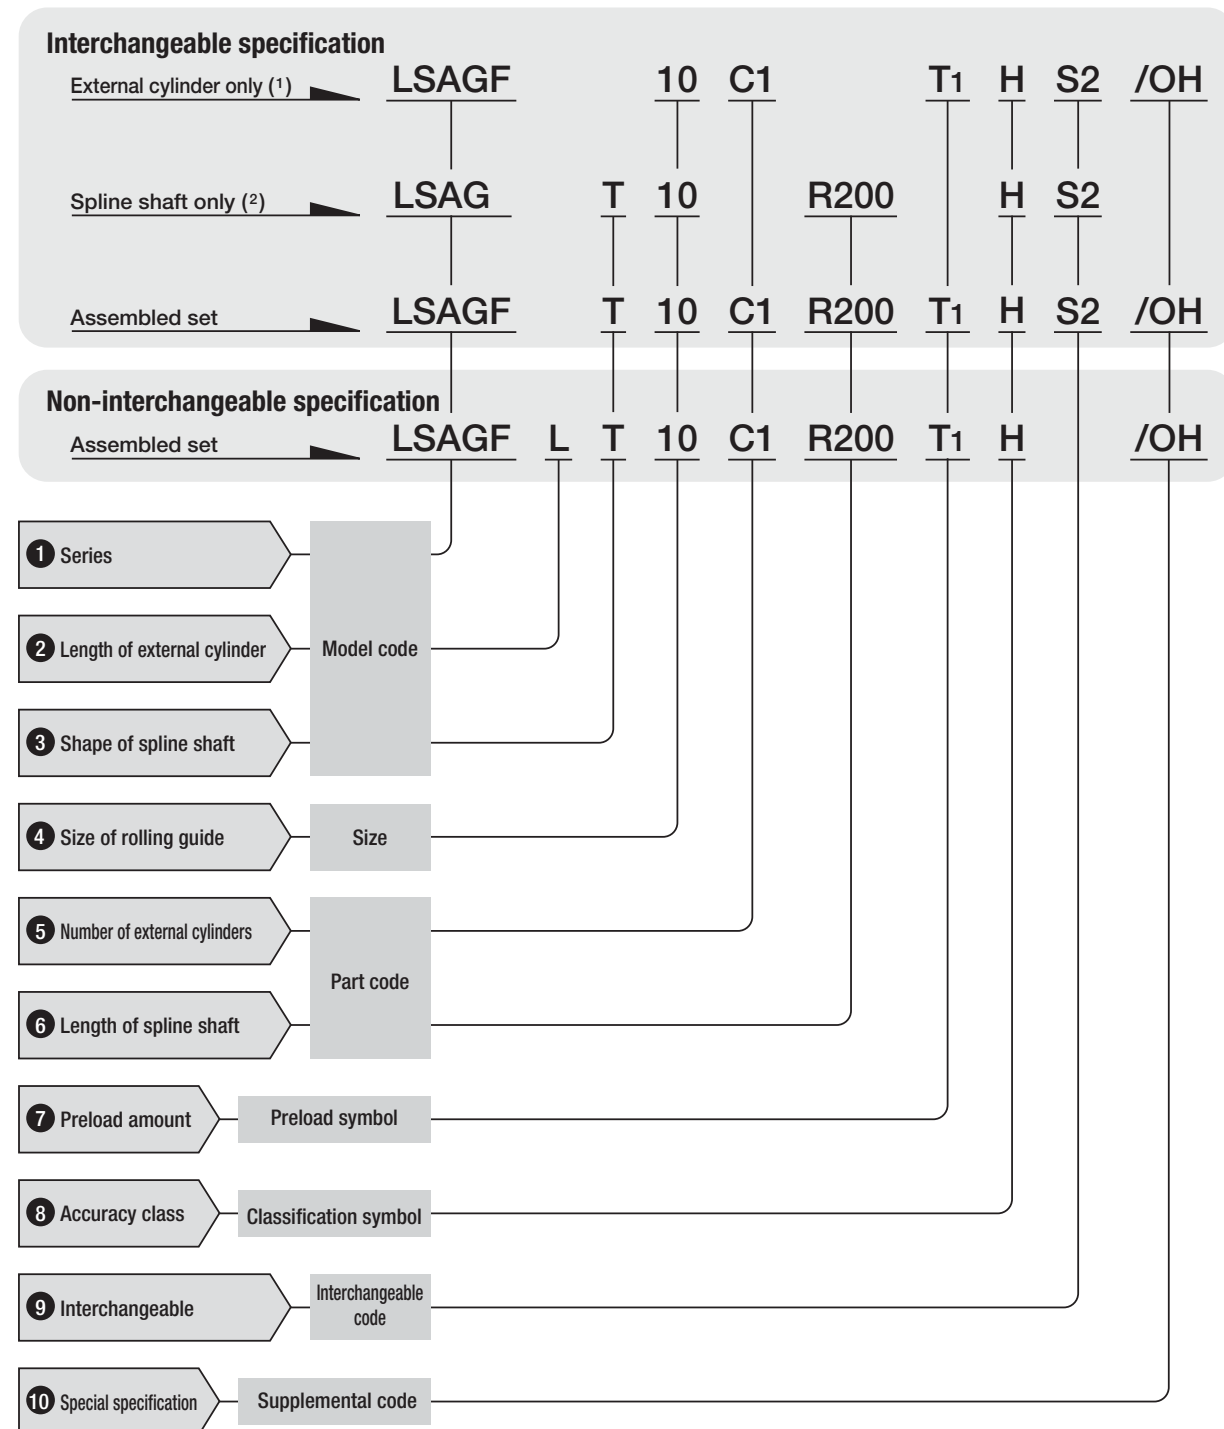 Interchangeable specification
External cylinder only (1) LSAGF 10 C1 T1 H S2 /OH
Spline shaft only (2) LSAG T 10 R200 H S2
Assembled set LSAGF T 10 C1 R200 T1 H S2 /OH
Non-interchangeable specification
Assembled set LSAGF L T 10 C1 R200 T1 H /OH
1 Series
2 Length of external cylinder Model code
3 Shape of spline shaft
4 Size of rolling guide Size
5 Number of external cylinders
Part code
6 Length of spline shaft
7 Preload amount Preload symbol
8 Accuracy class Classification symbol
9 Interchangeable Interchangeable
code
10 Special specification Supplemental code